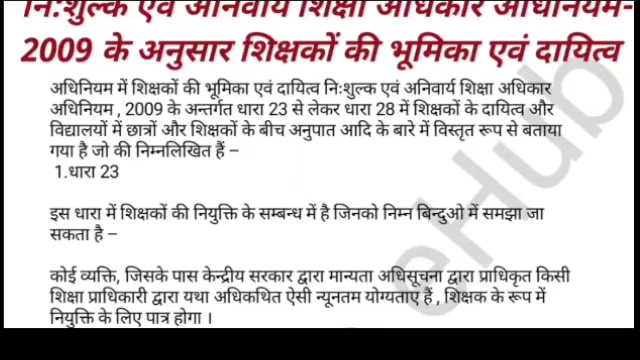 नि:शुल्क एवं अनिवार्य शिक्षा अधिकार अधिनियम-
2009 के अनुसार शिक्षकों की भूमिका एवं दायित्व
अधिनियम में शिक्षकों की भूमिका एवं दायित्व निःशुल्क एवं अनिवार्य शिक्षा अधिकार
अधिनियम , 2009 के अन्तर्गत धारा 23 से लेकर धारा 28 में शिक्षकों के दायित्व और
विद्यालयों में छात्रों और शिक्षकों के बीच अनुपात आदि के बारे में विस्तृत रूप से बताया
गया है जो की निम्नलिखित हैं –
1.धारा 23
इस धारा में शिक्षकों की नियुक्ति के सम्बन्ध में है जिनको निम्न बिन्दुओ में समझा जा
सकता है –
कोई व्यक्ति, जिसके पास केन्द्रीय सरकार द्वारा मान्यता अधिसूचना द्वारा प्राधिकृत किसी
शिक्षा प्राधिकारी द्वारा यथा अधिकथित ऐसी न्यूनतम योग्यताएं हैं , शिक्षक के रूप में
नियुक्ति के लिए पात्र होगा ।
eHub